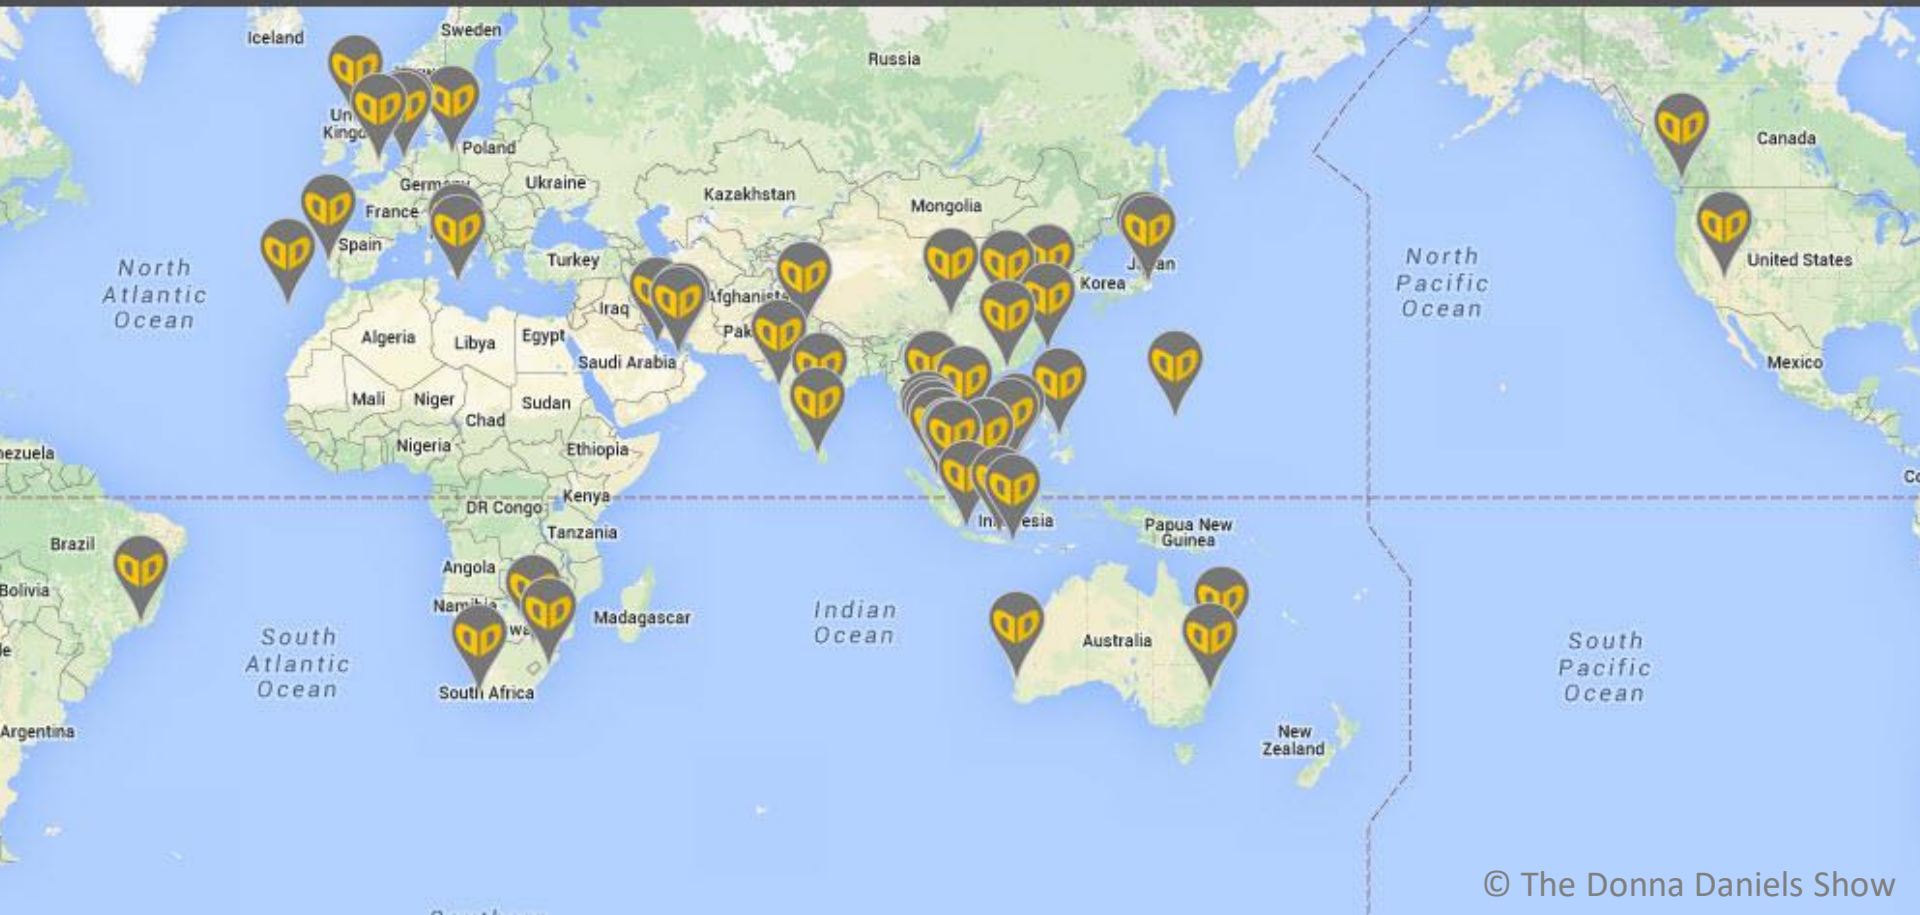 Iceland
Sweden
Russia
Canada
Poland
Ukraine
Kazakhstan
Mongolia
France
Spain
Turkey
Korea
United States
North
Atlantic
Ocean
North
Pacific
Ocean
Iraq
Algeria
Libya
Egypt
Saudi Arabia
Mexico
Mali
Niger
Chad
Sudan
Nigeria
Ethiopia
Kenya
DR Congo
Tanzania
Papua New
Guinea
Brazil
Bolivia
Angola
Madagascar
Indian
Ocean
Australia
South
Atlantic
Ocean
South
Pacific
Ocean
South Africa
Argentina
New
Zealand
© The Donna Daniels Show